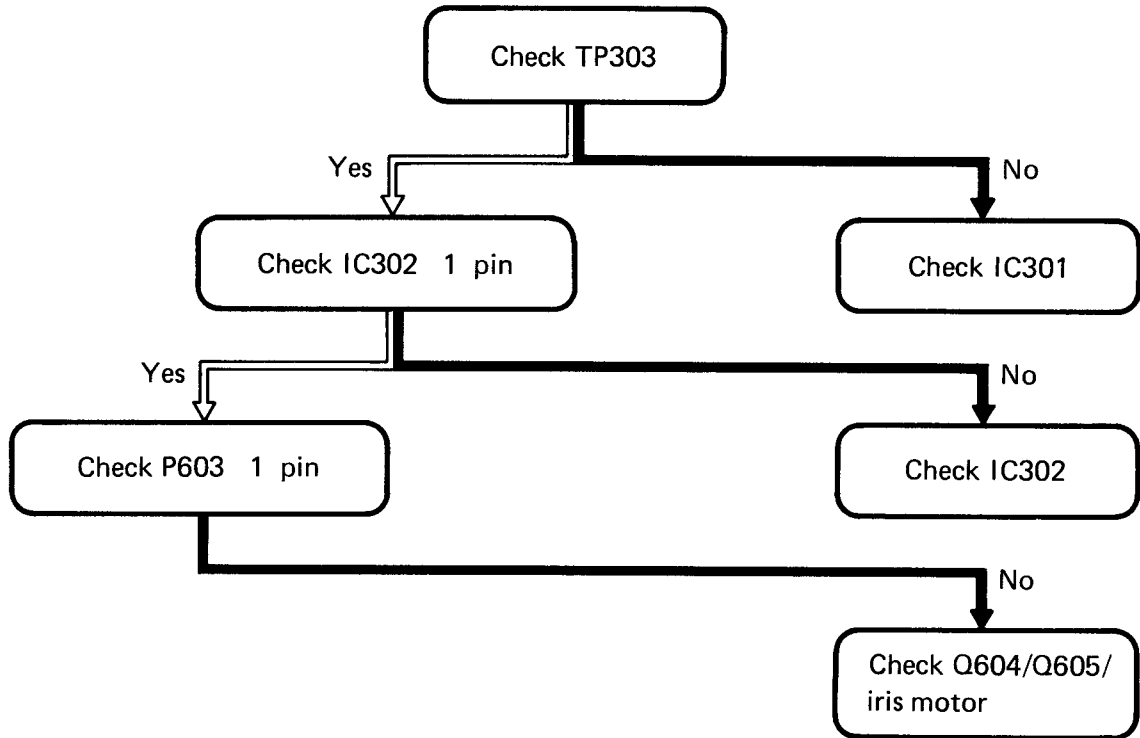 Check TP303
Yes
No
Check IC302 1 pin
Check IC301
Yes
No
Check P603 1 pin
Check IC302
No
Check Q604/Q605/
iris motor